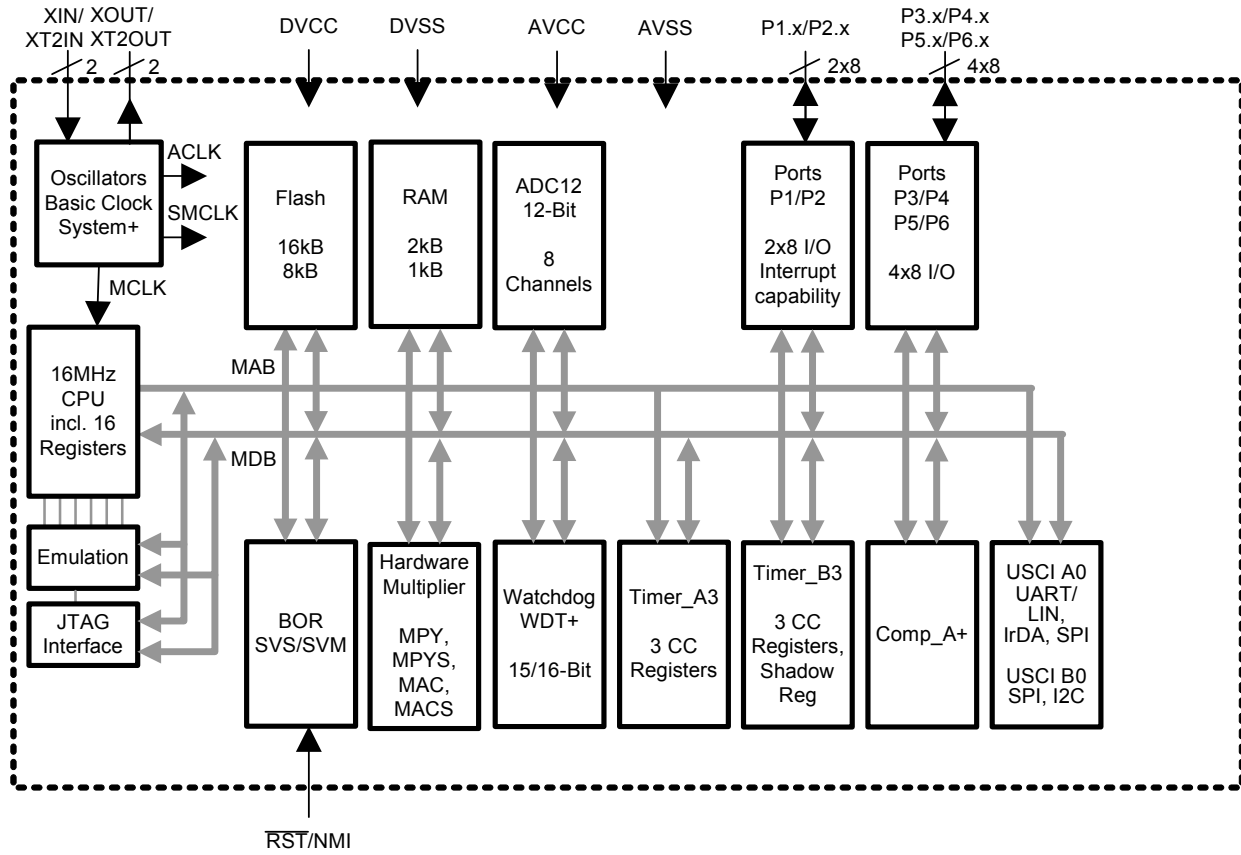 XIN/
XT2IN
XOUT/
XT2OUT
DVCC
DVSS
AVCC
AVSS
P1.x/P2.x
P3.x/P4.x
P5.x/P6.x
2
2
2x8
4x8
Oscillators
Basic Clock
System+
ACLK
SMCLK
MCLK
Flash
16kB
8kB
RAM
2kB
1kB
ADC12
12-Bit
8
Channels
Ports
P1/P2
2x8 I/O
Interrupt
capability
Ports
P3/P4
P5/P6
4x8 I/O
16MHz
CPU
incl. 16
Registers
MAB
MDB
Emulation
JTAG
Interface
BOR
SVS/SVM
Hardware
Multiplier
MPY,
MPYS,
MAC,
MACS
Watchdog
WDT+
15/16-Bit
Timer_A3
3 CC
Registers
Timer_B3
3 CC
Registers,
Shadow
Reg
Comp_A+
USCI A0
UART/
LIN,
IrDA, SPI
USCI B0
SPI, I2C
RST/NMI